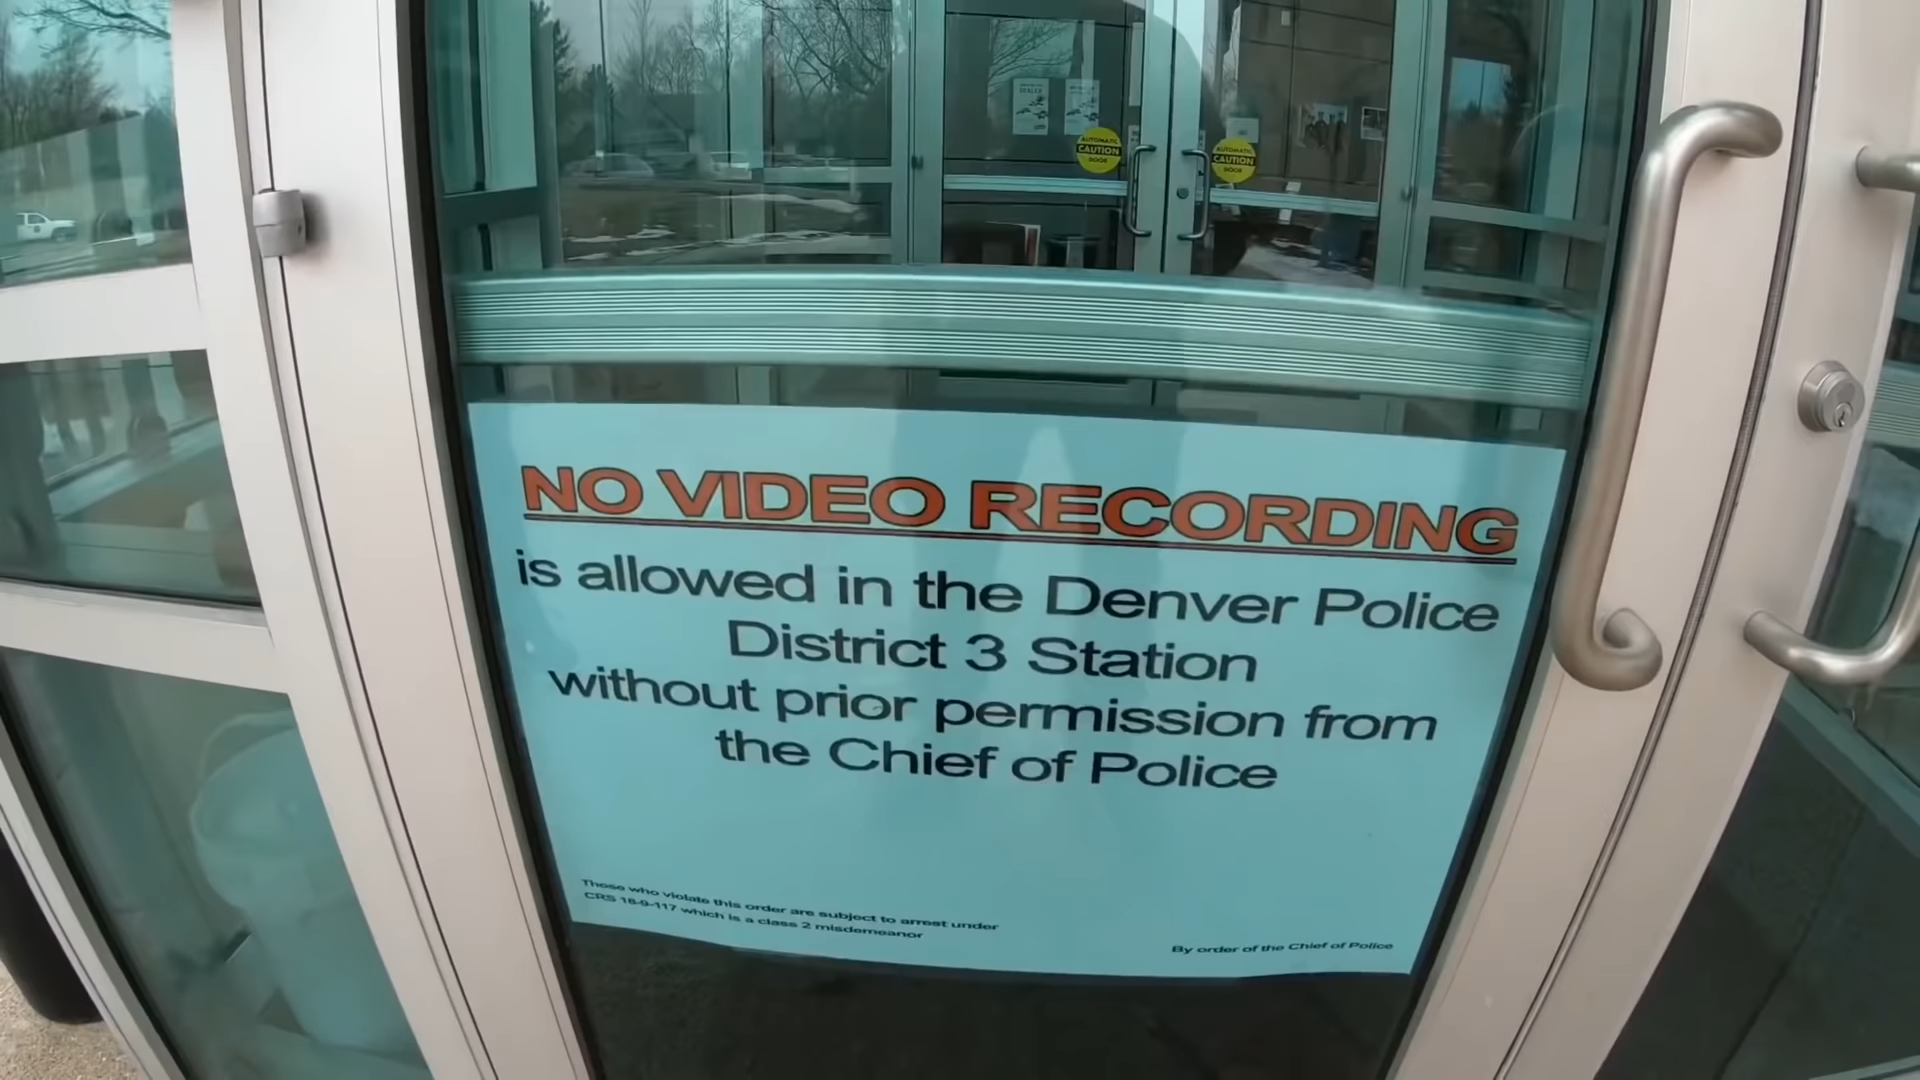 DEALER
AUTOMATIC
CAUTION
DOOR
AUTOMATIC
CAUTION
DOOR
NO VIDEO RECORDING
is allowed in the Denver Police
District 3 Station
without prior permission from
the Chief of Police
Those who violate this order are subject to arrest under
CRS 18-9-117 which is a class 2 misdemeanor
By order of the Chief of Police